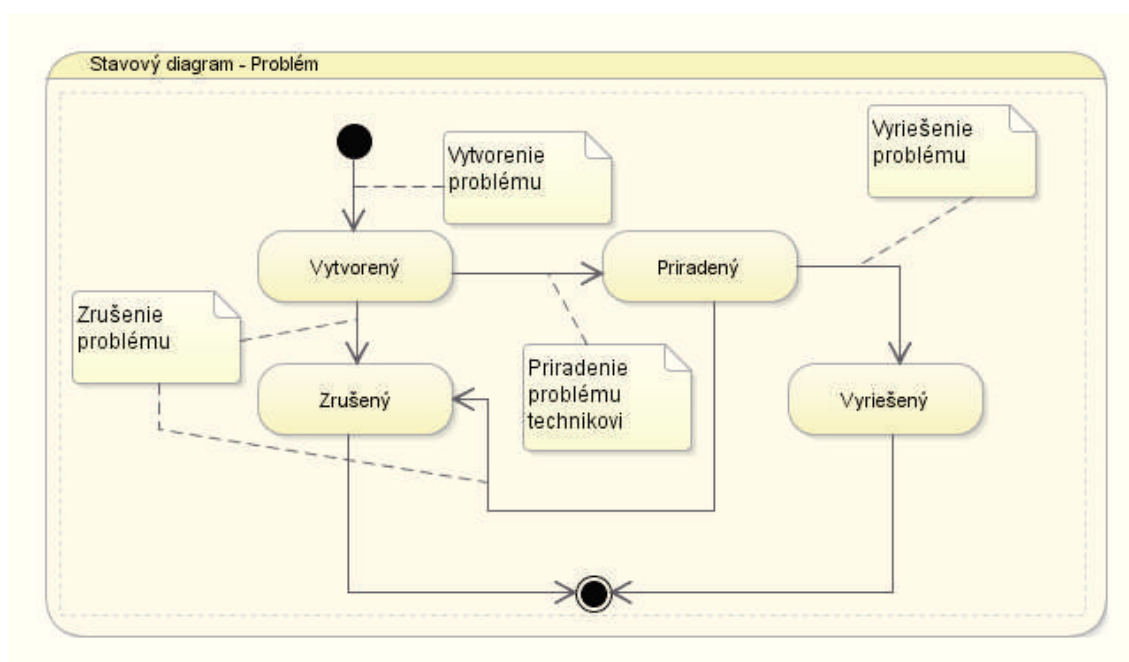 Stavový diagram - Problém
Vytvorenie
problému
Vyriešenie
problému
Vytvorený
Priradený
Zrušenie
problému
Priradenie
problému
technikovi
Zrušený
Vyriešený